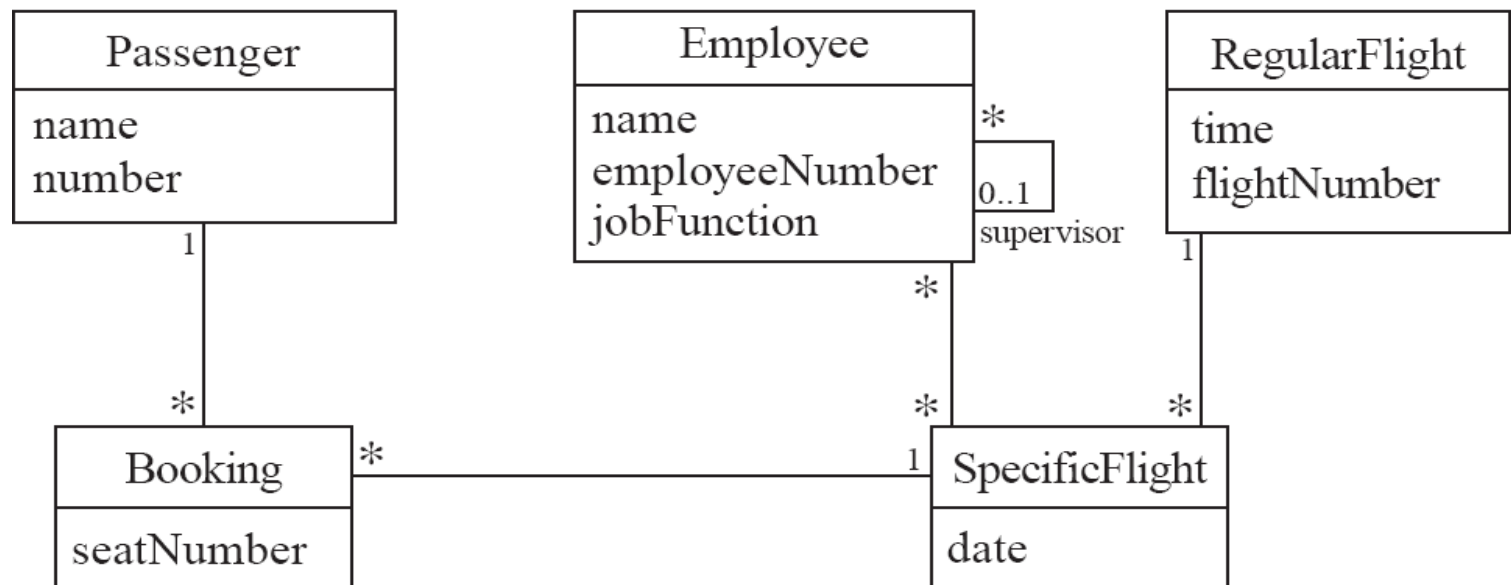 Passenger
name
number
Employee
name
employeeNumber
jobFunction
*
0..1
supervisor
RegularFlight
time
flightNumber
1
*
1
*
*
*
Booking
seatNumber
*
1
SpecificFlight
date